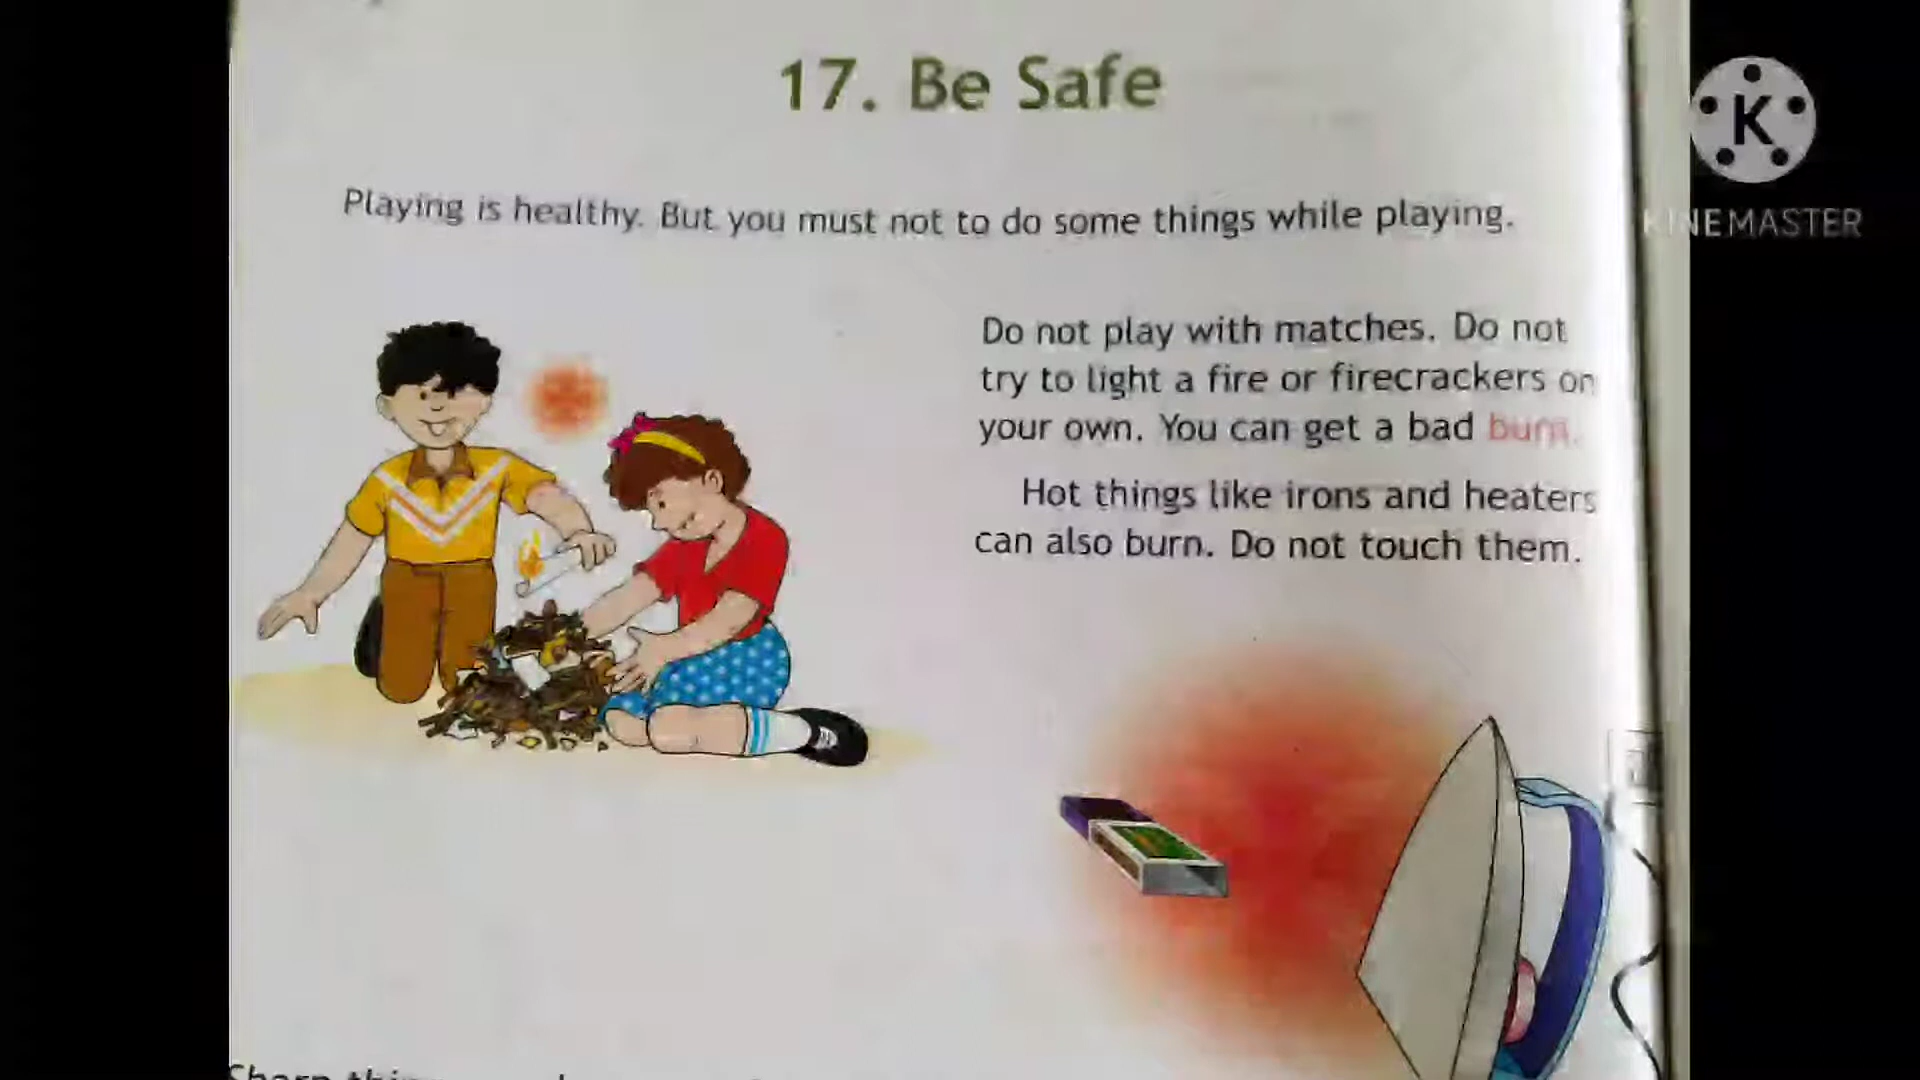 17. Be Safe
K
KINEMASTER
Playing is healthy. But you must not to do some things while playing.
Do not play with matches. Do not
try to light a fire or firecrackers on
your own. You can get a bad burn.
Hot things like irons and heaters
can also burn. Do not touch them.
Sharp